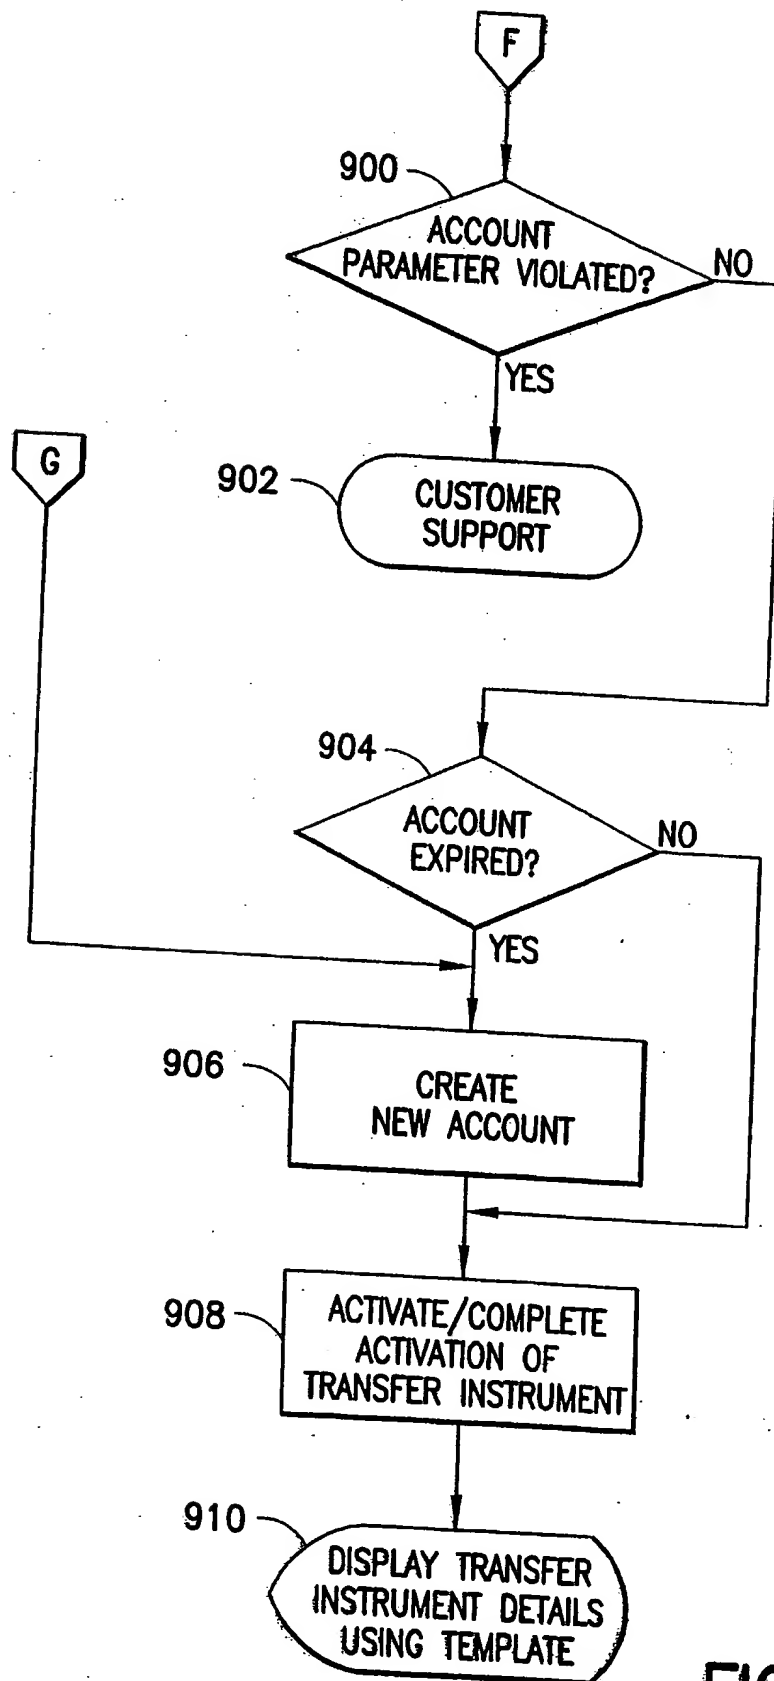 F
900
ACCOUNT
PARAMETER VIOLATED?
NO
YES
G
902
CUSTOMER
SUPPORT
904
ACCOUNT
EXPIRED?
NO
YES
906
CREATE
NEW ACCOUNT
908
ACTIVATE/COMPLETE
ACTIVATION OF
TRANSFER INSTRUMENT
910
DISPLAY TRANSFER
INSTRUMENT DETAILS
USING TEMPLATE